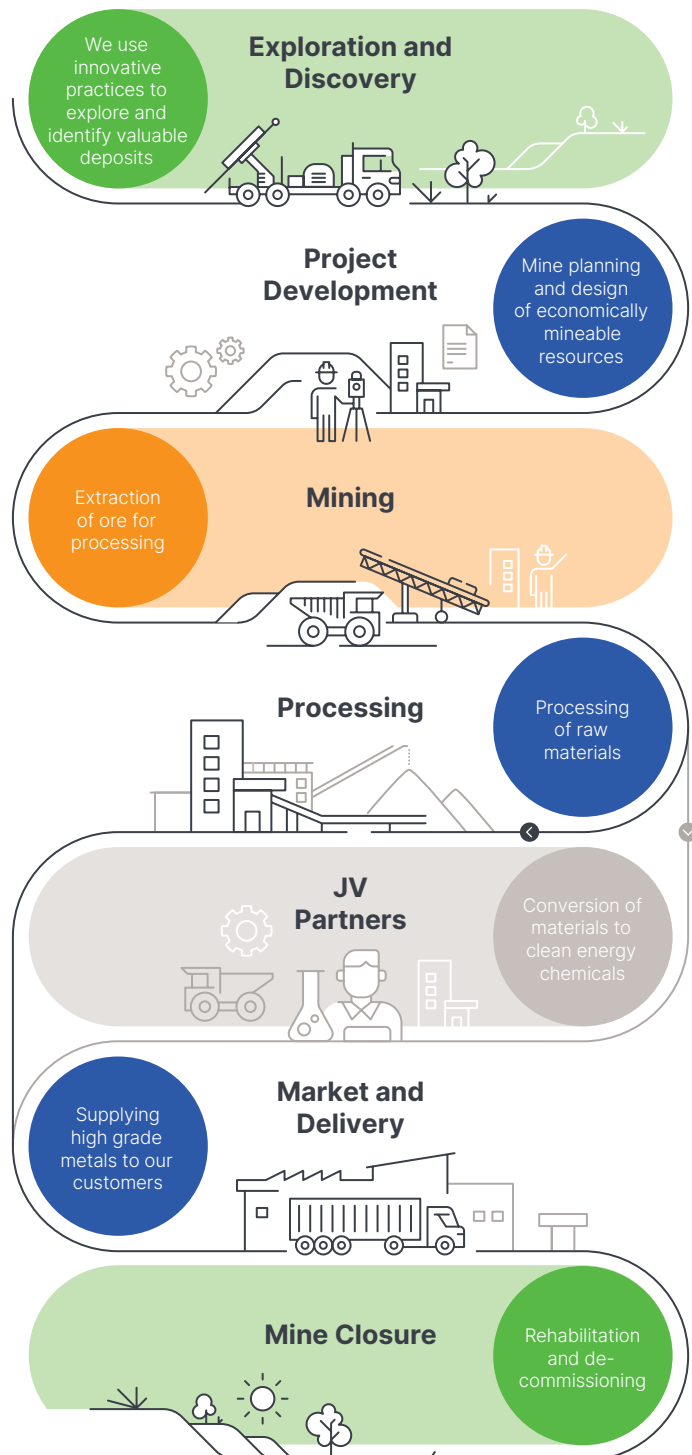 We use
innovative
practices to
explore and
identify valuable
deposits
Exploration and
Discovery
Project
Development
Mine planning
and design
of economically
mineable
resources
Extraction
of ore for
processing
Mining
Processing
Processing
of raw
materials
JV
Partners
Conversion of
materials to
clean energy
chemicals
Supplying
high grade
metals to our
customers
Market and
Delivery
Mine Closure
Rehabilitation
and de-
commissioning